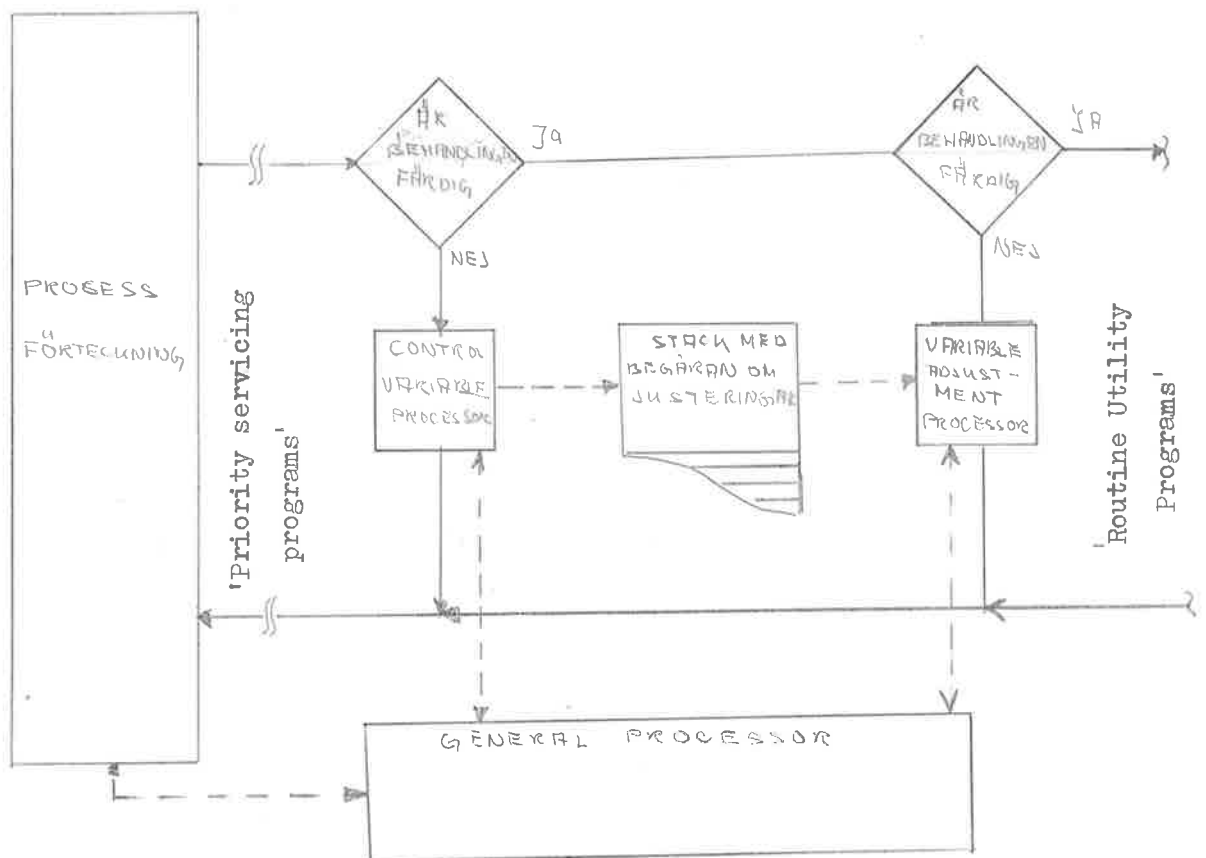 ÄR
BEHANDLINGEN
FÄRDIG
Ja
ÄR
BEHANDLINGEN
FÄRDIG
JA
NEJ
NEJ
PROCESS
FÖRTECKNING
'Priority servicing
programs'
CONTROL
VARIABLE
PROCESSOR
STACK MED
BEGÄRAN OM
JUSTERINGAR
VARIABLE
ADJUST-
MENT
PROCESSOR
'Routine Utility
Programs'
GENERAL PROCESSOR